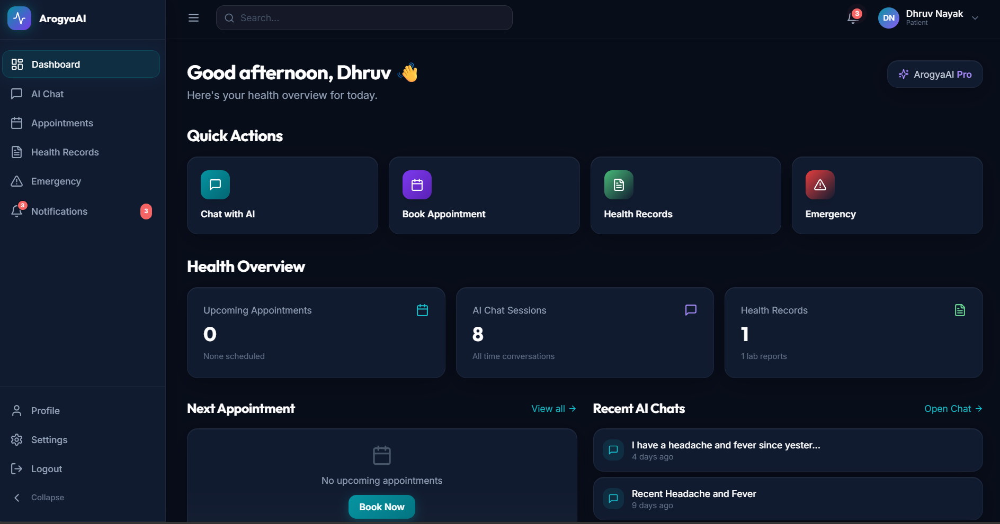 ArogyaAI
Search...
3
DN
Dhruv Nayak
Patient
Dashboard
AI Chat
Appointments
Health Records
Emergency
3
Notifications
3
Profile
Settings
Logout
Collapse
Good afternoon, Dhruv 👋
Here's your health overview for today.
ArogyaAI Pro
Quick Actions
Chat with AI
Book Appointment
Health Records
Emergency
Health Overview
Upcoming Appointments
0
None scheduled
AI Chat Sessions
8
All time conversations
Health Records
1
1 lab reports
Next Appointment
View all →
No upcoming appointments
Book Now
Recent AI Chats
Open Chat →
I have a headache and fever since yester...
4 days ago
Recent Headache and Fever
9 days ago